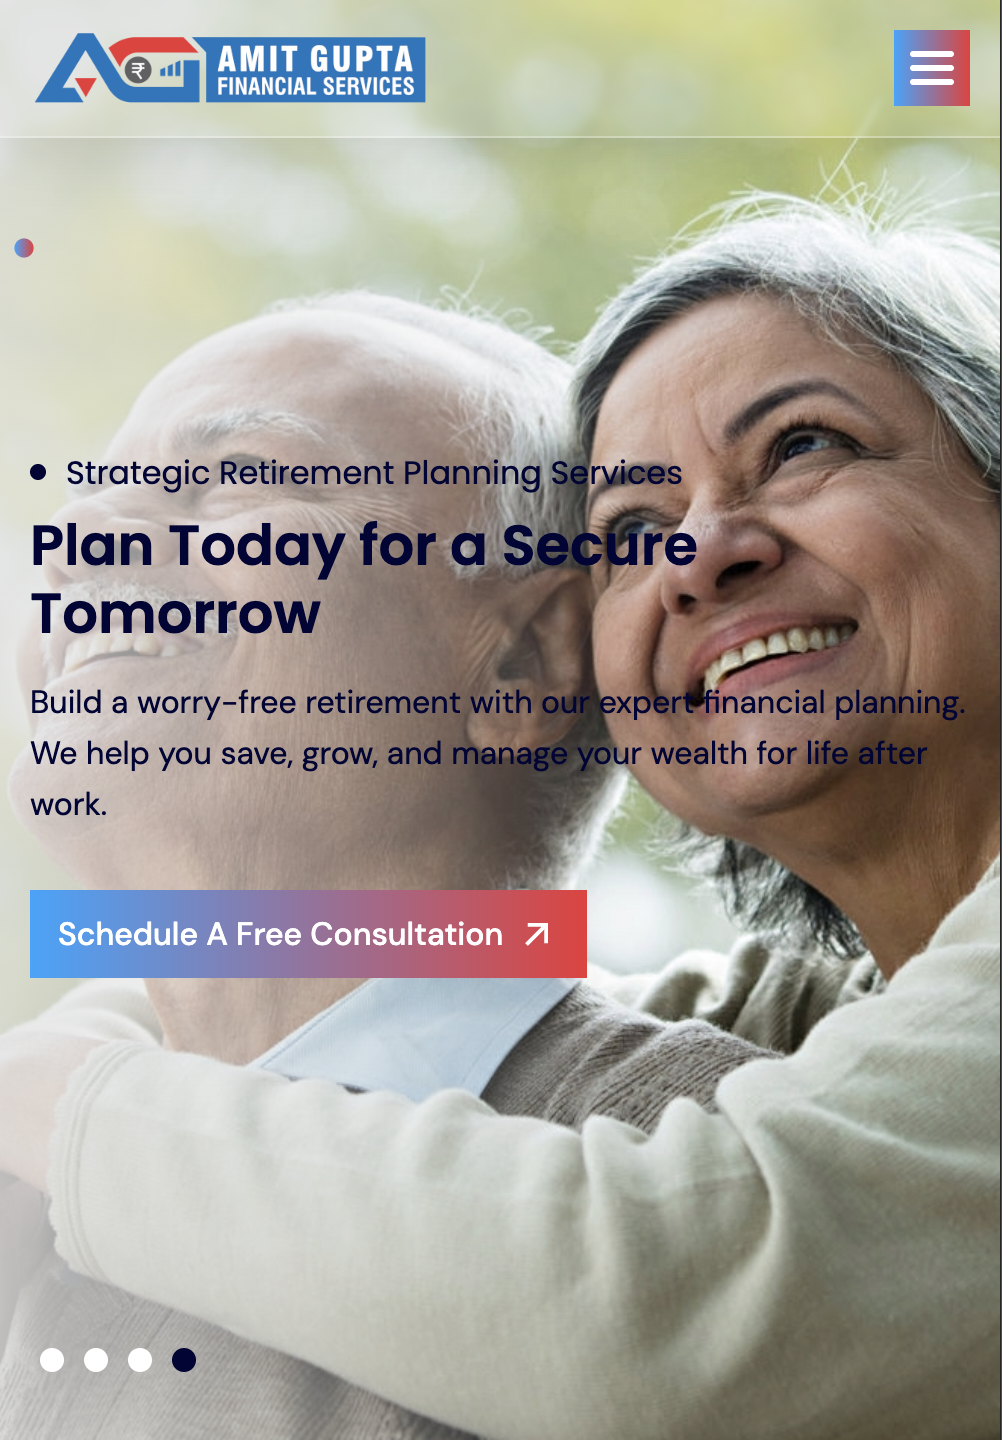 AMIT GUPTA
FINANCIAL SERVICES
Strategic Retirement Planning Services
Plan Today for a Secure
Tomorrow
Build a worry-free retirement with our expert financial planning.
We help you save, grow, and manage your wealth for life after
work.
Schedule A Free Consultation